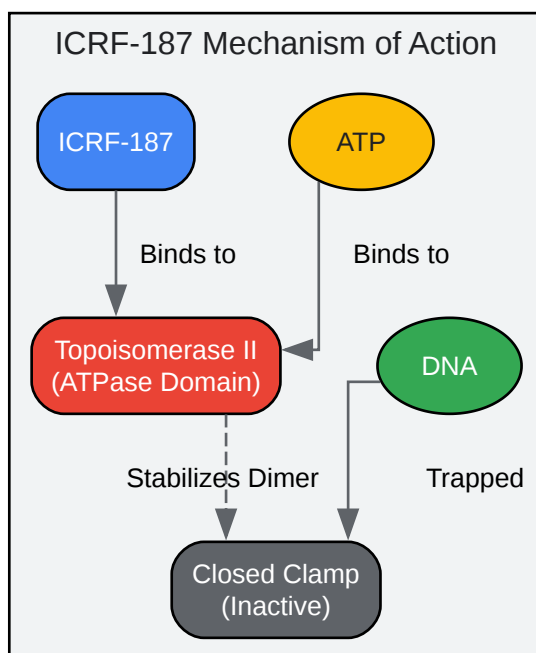 ICRF-187 Mechanism of Action
ICRF-187
ATP
Binds to
Binds to
Topoisomerase II
(ATPase Domain)
DNA
Stabilizes Dimer
Trapped
Closed Clamp
(Inactive)